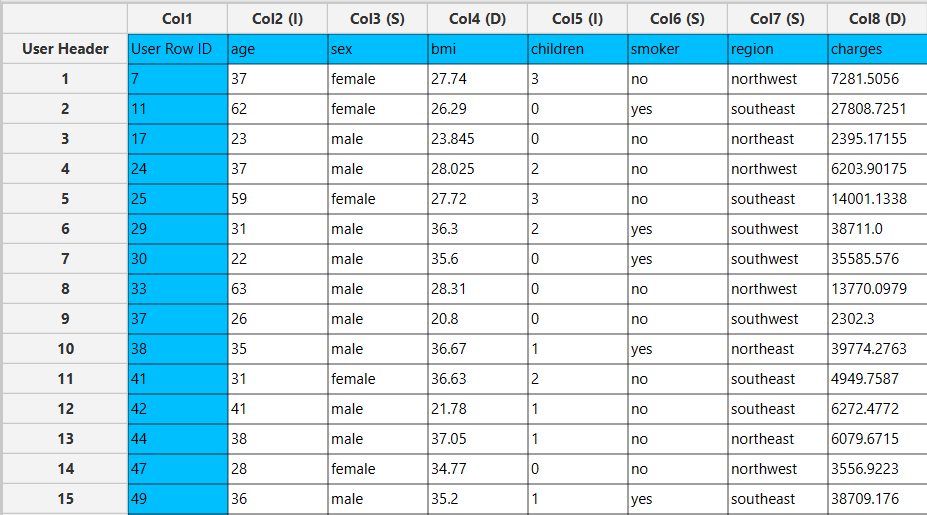 Col1 Col2 (I) Col3 (S) Col4 (D) Col5 (I) Col6 (S) Col7 (S) Col8 (D)
User Header User Row ID age sex bmi children smoker region charges
1 7 37 female 27.74 3 no northwest 7281.5056
2 11 62 female 26.29 0 yes southeast 27808.7251
3 17 23 male 23.845 0 no northeast 2395.17155
4 24 37 male 28.025 2 no northwest 6203.90175
5 25 59 female 27.72 3 no southeast 14001.1338
6 29 31 male 36.3 2 yes southwest 38711.0
7 30 22 male 35.6 0 yes southwest 35585.576
8 33 63 male 28.31 0 no northwest 13770.0979
9 37 26 male 20.8 0 no southwest 2302.3
10 38 35 male 36.67 1 yes northeast 39774.2763
11 41 31 female 36.63 2 no southeast 4949.7587
12 42 41 male 21.78 1 no southeast 6272.4772
13 44 38 male 37.05 1 no northeast 6079.6715
14 47 28 female 34.77 0 no northwest 3556.9223
15 49 36 male 35.2 1 yes southeast 38709.176